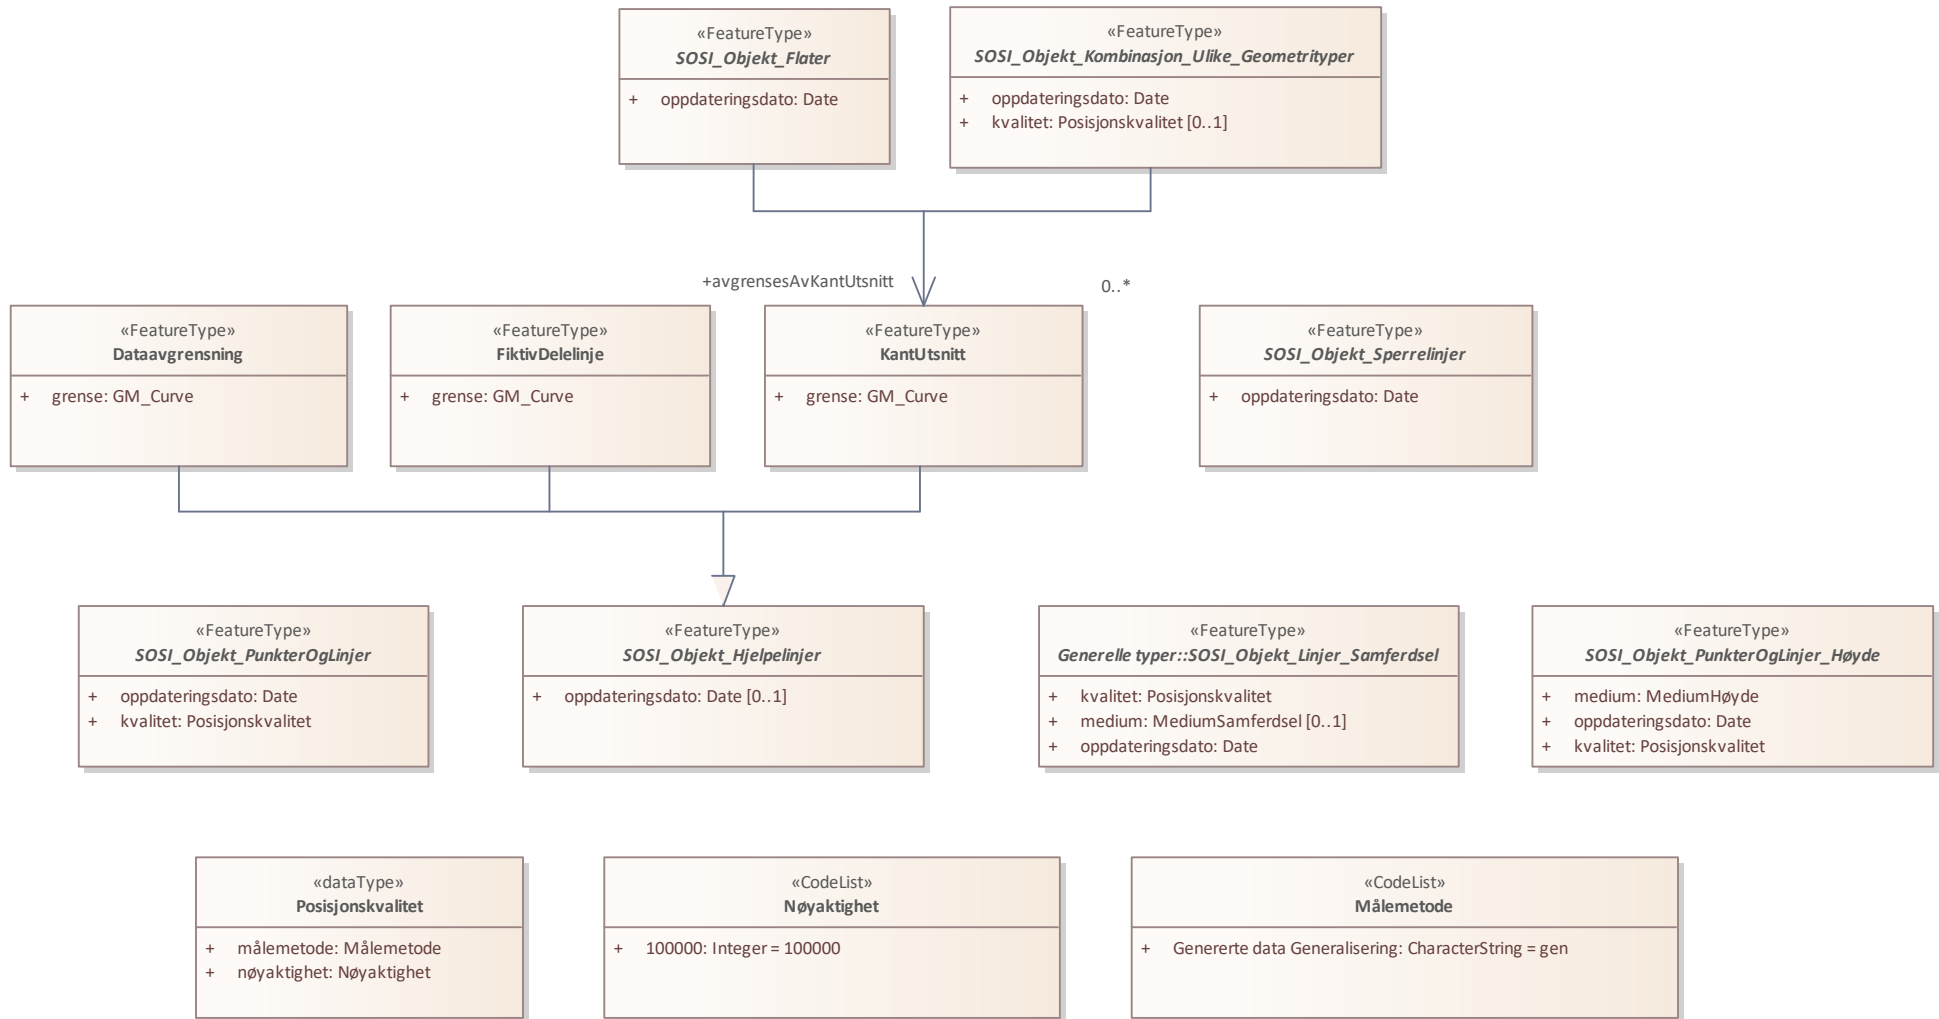 «FeatureType»
SOSI_Objekt_Flater
+ oppdateringsdato: Date
«FeatureType»
SOSI_Objekt_Kombinasjon_Ulike_Geometrityper
+ oppdateringsdato: Date
+ kvalitet: Posisjonskvalitet [0..1]
+avgrensesAvKantUtsnitt
0..*
«FeatureType»
Dataavgrensning
+ grense: GM_Curve
«FeatureType»
FiktivDelelinje
+ grense: GM_Curve
«FeatureType»
KantUtsnitt
+ grense: GM_Curve
«FeatureType»
SOSI_Objekt_Sperrelinjer
+ oppdateringsdato: Date
«FeatureType»
SOSI_Objekt_PunkterOgLinjer
+ oppdateringsdato: Date
+ kvalitet: Posisjonskvalitet
«FeatureType»
SOSI_Objekt_Hjelpelinjer
+ oppdateringsdato: Date [0..1]
«FeatureType»
Generelle typer::SOSI_Objekt_Linjer_Samferdsel
+ kvalitet: Posisjonskvalitet
+ medium: MediumSamferdsel [0..1]
+ oppdateringsdato: Date
«FeatureType»
SOSI_Objekt_PunkterOgLinjer_Høyde
+ medium: MediumHøyde
+ oppdateringsdato: Date
+ kvalitet: Posisjonskvalitet
«dataType»
Posisjonskvalitet
+ målemetode: Målemetode
+ nøyaktighet: Nøyaktighet
«CodeList»
Nøyaktighet
+ 100000: Integer = 100000
«CodeList»
Målemetode
+ Genererte data Generalisering: CharacterString = gen